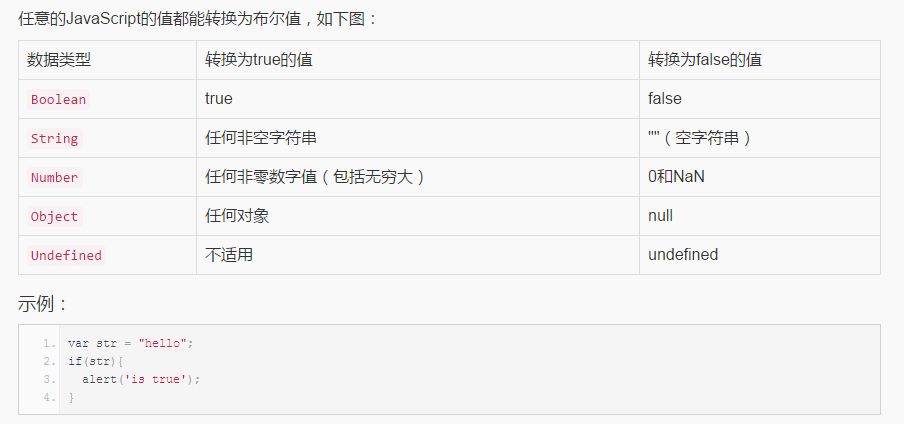 任意的JavaScript的值都能转换为布尔值，如下图：
数据类型 转换为true的值 转换为false的值
Boolean true false
String 任何非空字符串 ""（空字符串）
Number 任何非零数字值（包括无穷大） 0和NaN
Object 任何对象 null
Undefined 不适用 undefined
示例：
1. var str = "hello";
2. if(str){
3.   alert('is true');
4. }